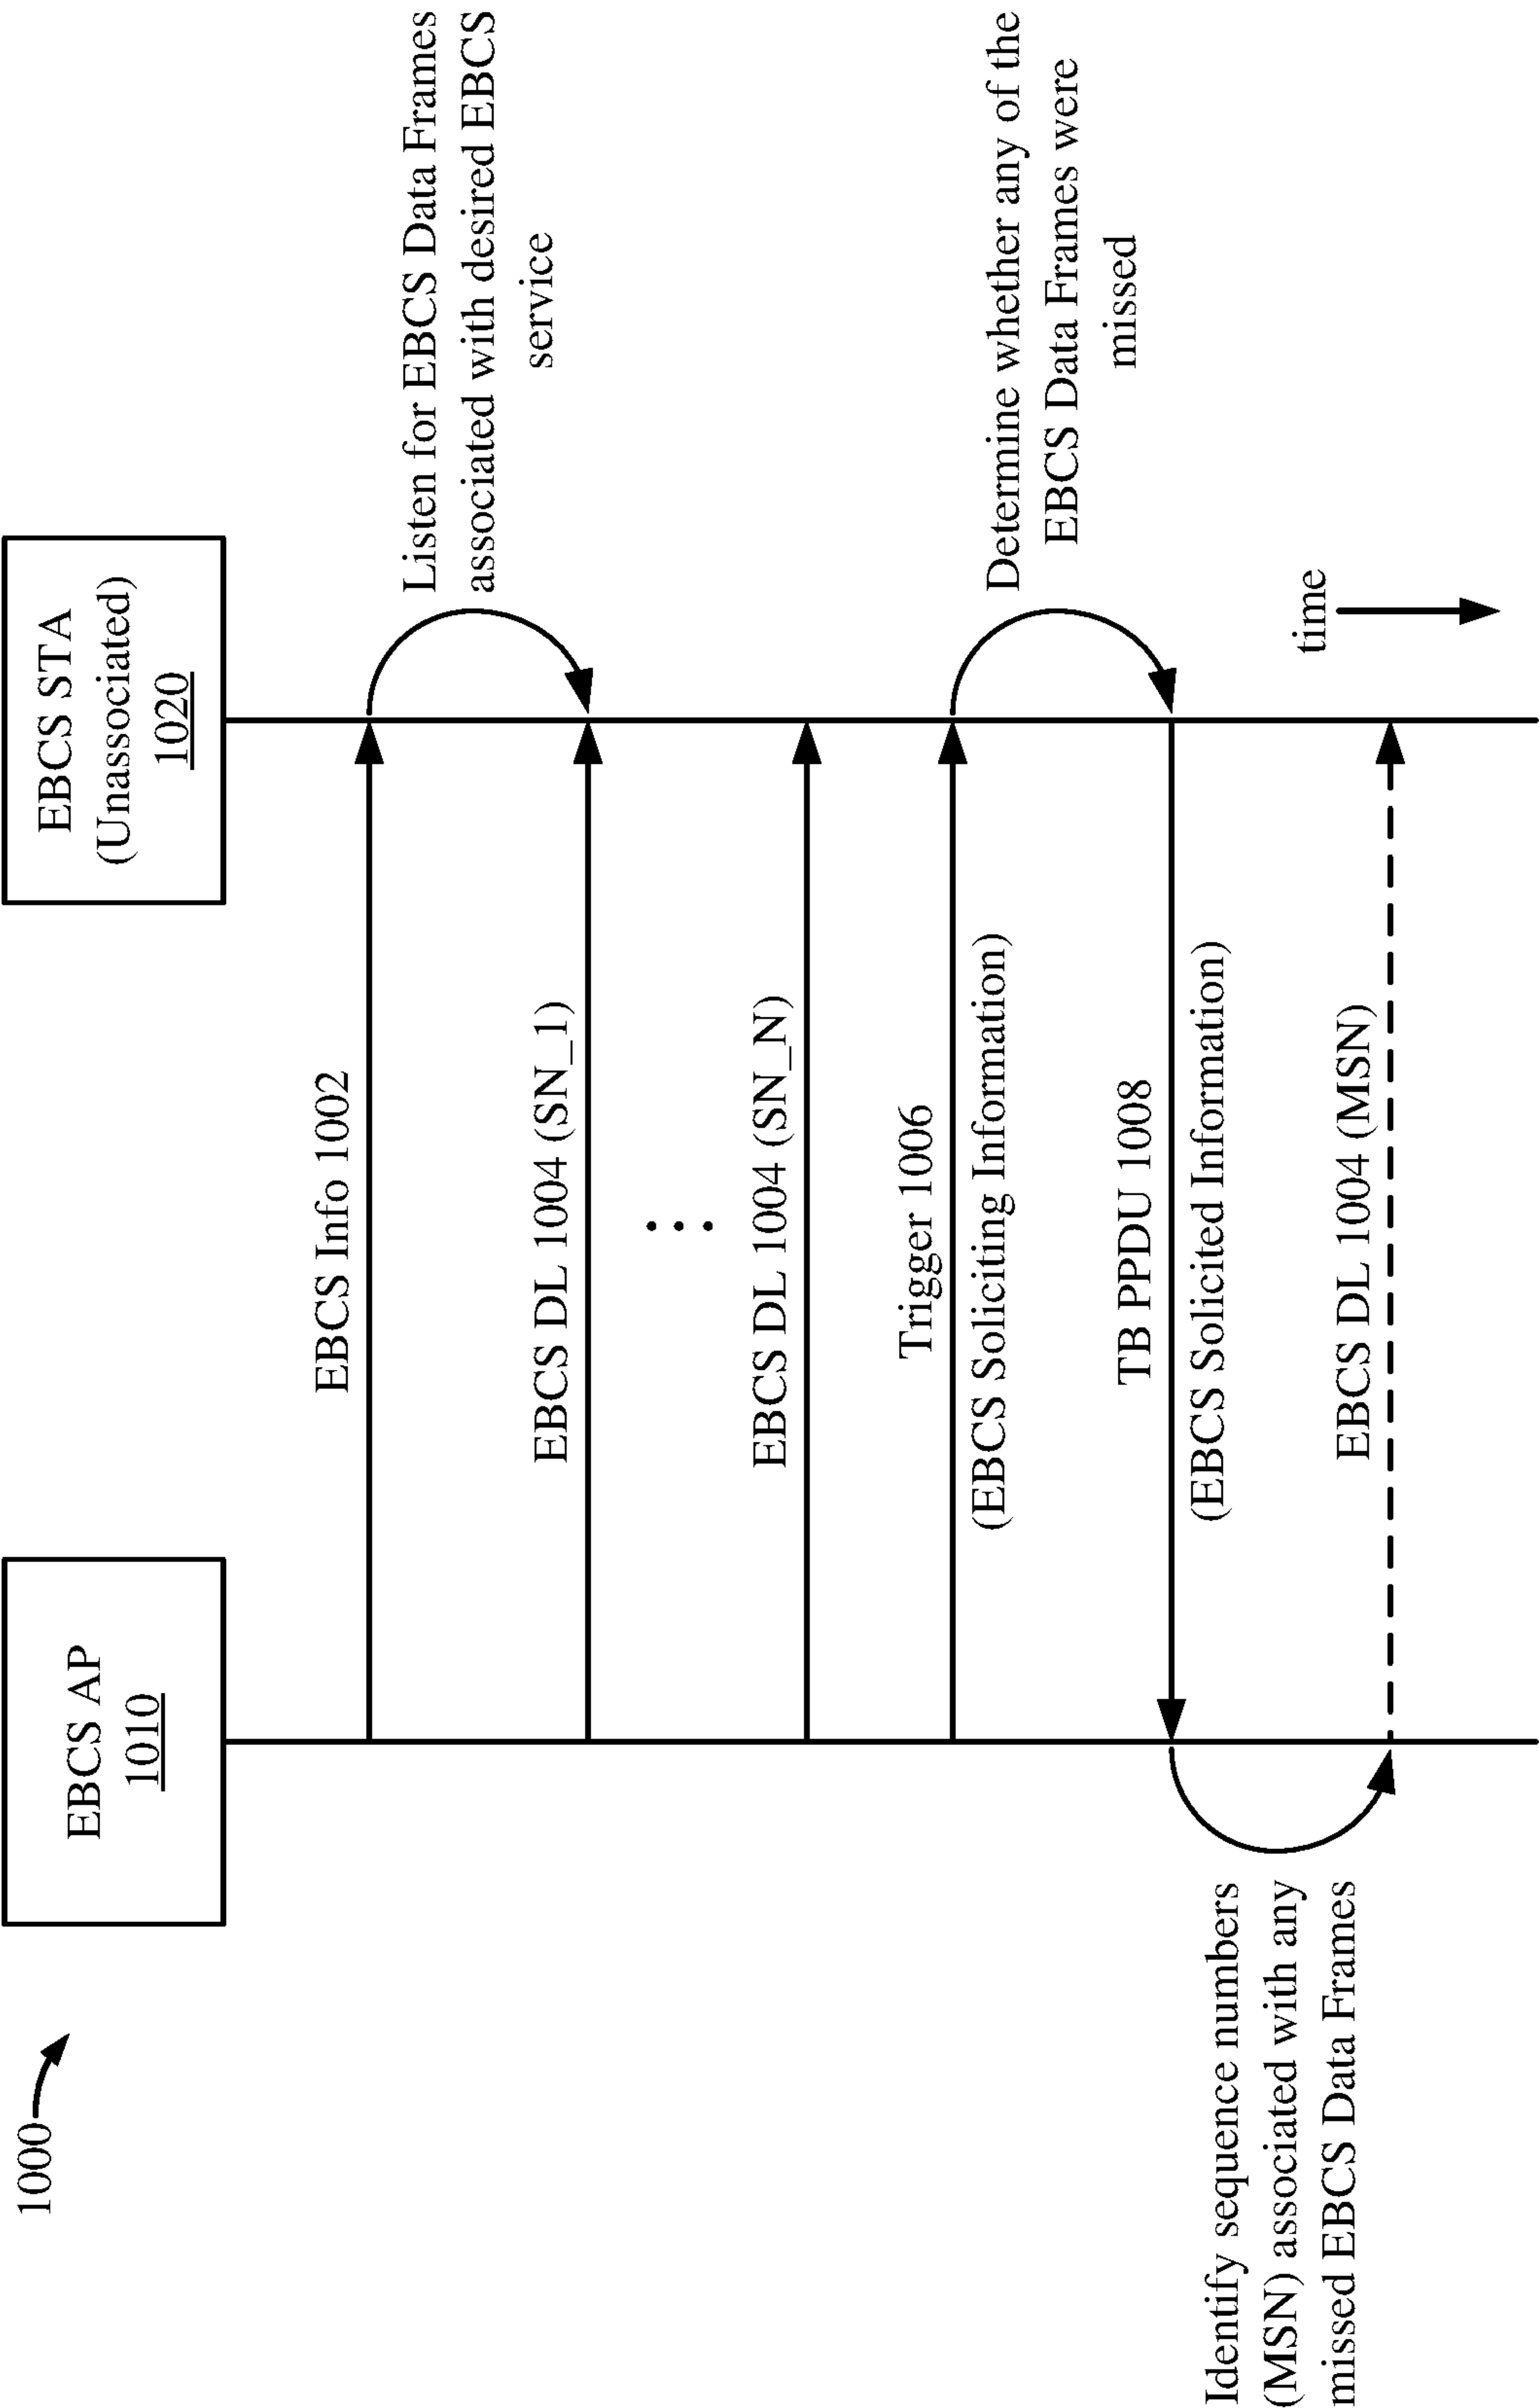 1000
EBCS AP
1010
EBCS STA
(Unassociated)
1020
EBCS Info 1002
Listen for EBCS Data Frames
associated with desired EBCS
service
EBCS DL 1004 (SN_1)
EBCS DL 1004 (SN_N)
Trigger 1006
(EBCS Soliciting Information)
Determine whether any of the
EBCS Data Frames were
missed
TB PPDU 1008
(EBCS Solicited Information)
Identify sequence numbers
(MSN) associated with any
missed EBCS Data Frames
EBCS DL 1004 (MSN)
time